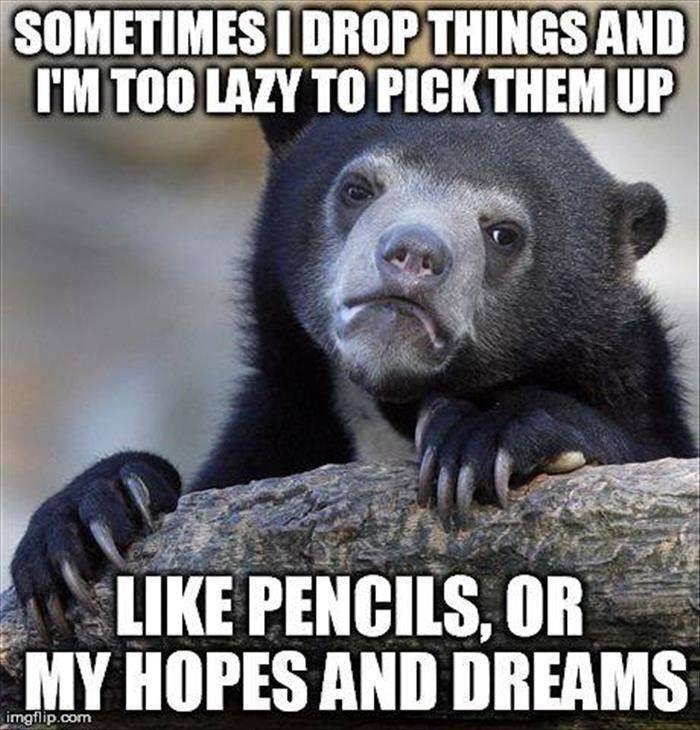 SOMETIMES I DROP THINGS AND
I'M TOO LAZY TO PICK THEM UP
LIKE PENCILS, OR
MY HOPES AND DREAMS
imgflip.com